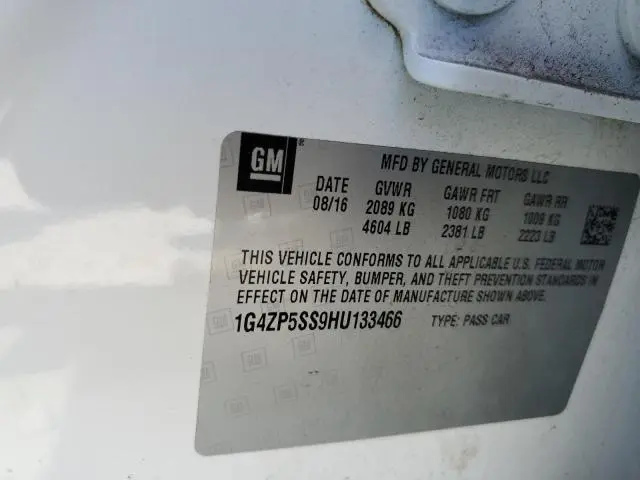 GM
MFD BY GENERAL MOTORS LLC
DATE GVWR GAWR FRT GAWR RR
08/16 2089 KG 1080 KG 1009 KG
4604 LB 2381 LB 2223 LB
THIS VEHICLE CONFORMS TO ALL APPLICABLE U.S. FEDERAL MOTOR
VEHICLE SAFETY, BUMPER, AND THEFT PREVENTION STANDARDS IN
EFFECT ON THE DATE OF MANUFACTURE SHOWN ABOVE.
1G4ZP5SS9HU133466 TYPE: PASS CAR